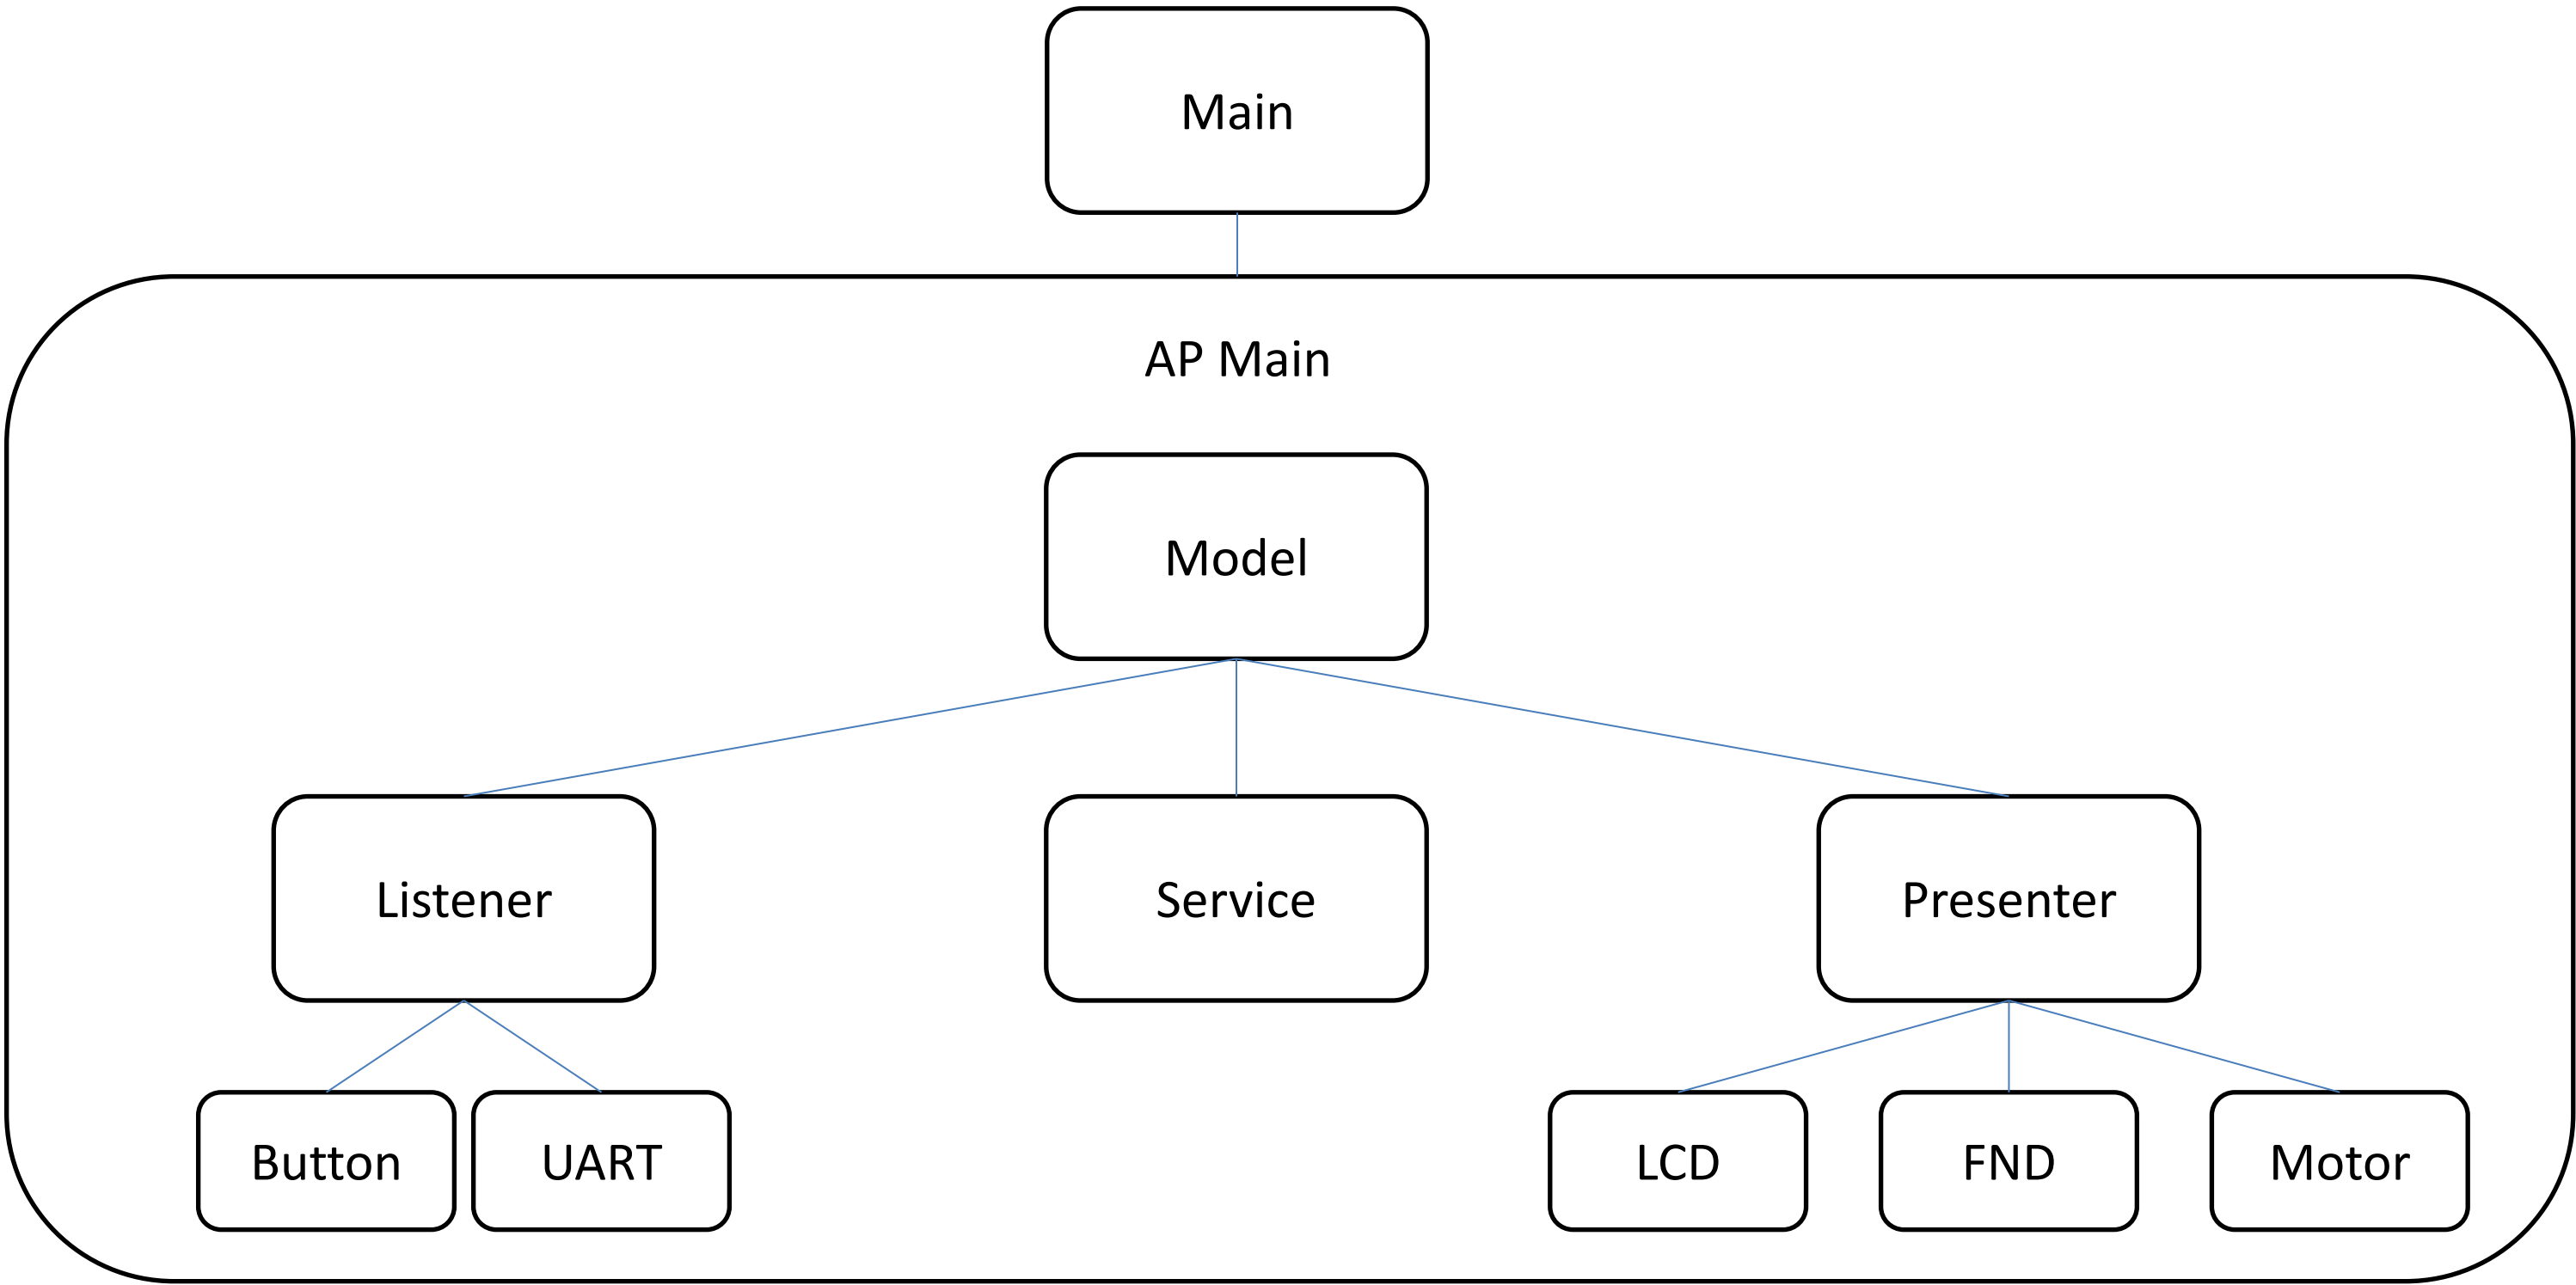 Main
AP Main
Model
Listener
Service
Presenter
Button
UART
LCD
FND
Motor